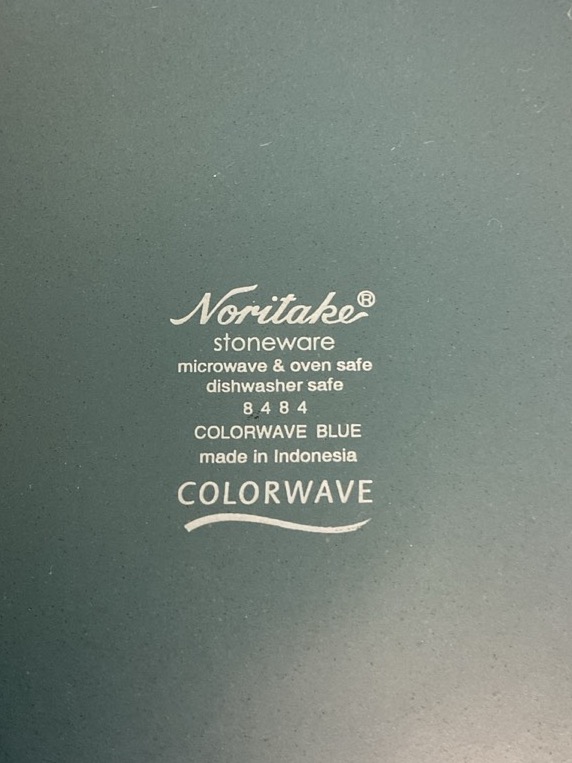 Noritake®
stoneware
microwave & oven safe
dishwasher safe
8484
COLORWAVE BLUE
made in Indonesia
COLORWAVE